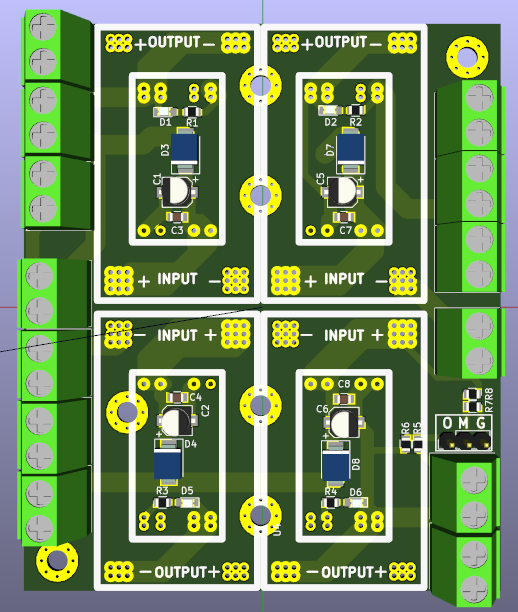 +OUTPUT- +OUTPUT-
D1 R1 D2 R2
D3 D7
C1 + C5 +
C3 C7
+ INPUT - + INPUT -
- INPUT + - INPUT +
C4 C8
C2 C6
R7R8
O M G
+ D4 + D8 R6 R5
R3 D5 R4 D6
-OUTPUT+ -OUTPUT+